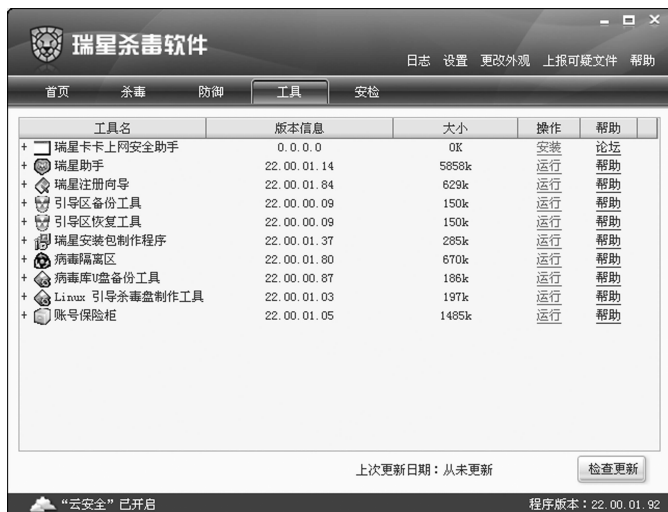 瑞星杀毒软件
日志 设置 更改外观 上报可疑文件 帮助
首页 杀毒 防御 工具 安检
工具名 版本信息 大小 操作 帮助
+ 瑞星卡卡上网安全助手 0.0.0.0 0K 安装 论坛
+ 瑞星助手 22.00.01.14 5858k 运行 帮助
+ 瑞星注册向导 22.00.01.84 629k 运行 帮助
+ 引导区备份工具 22.00.00.09 150k 运行 帮助
+ 引导区恢复工具 22.00.00.09 150k 运行 帮助
+ 瑞星安装包制作程序 22.00.01.37 285k 运行 帮助
+ 病毒隔离区 22.00.01.80 670k 运行 帮助
+ 病毒库U盘备份工具 22.00.00.87 186k 运行 帮助
+ Linux 引导杀毒盘制作工具 22.00.01.03 197k 运行 帮助
+ 账号保险柜 22.00.01.05 1485k 运行 帮助
上次更新日期：从未更新 检查更新
“云安全”已开启 程序版本：22.00.01.92